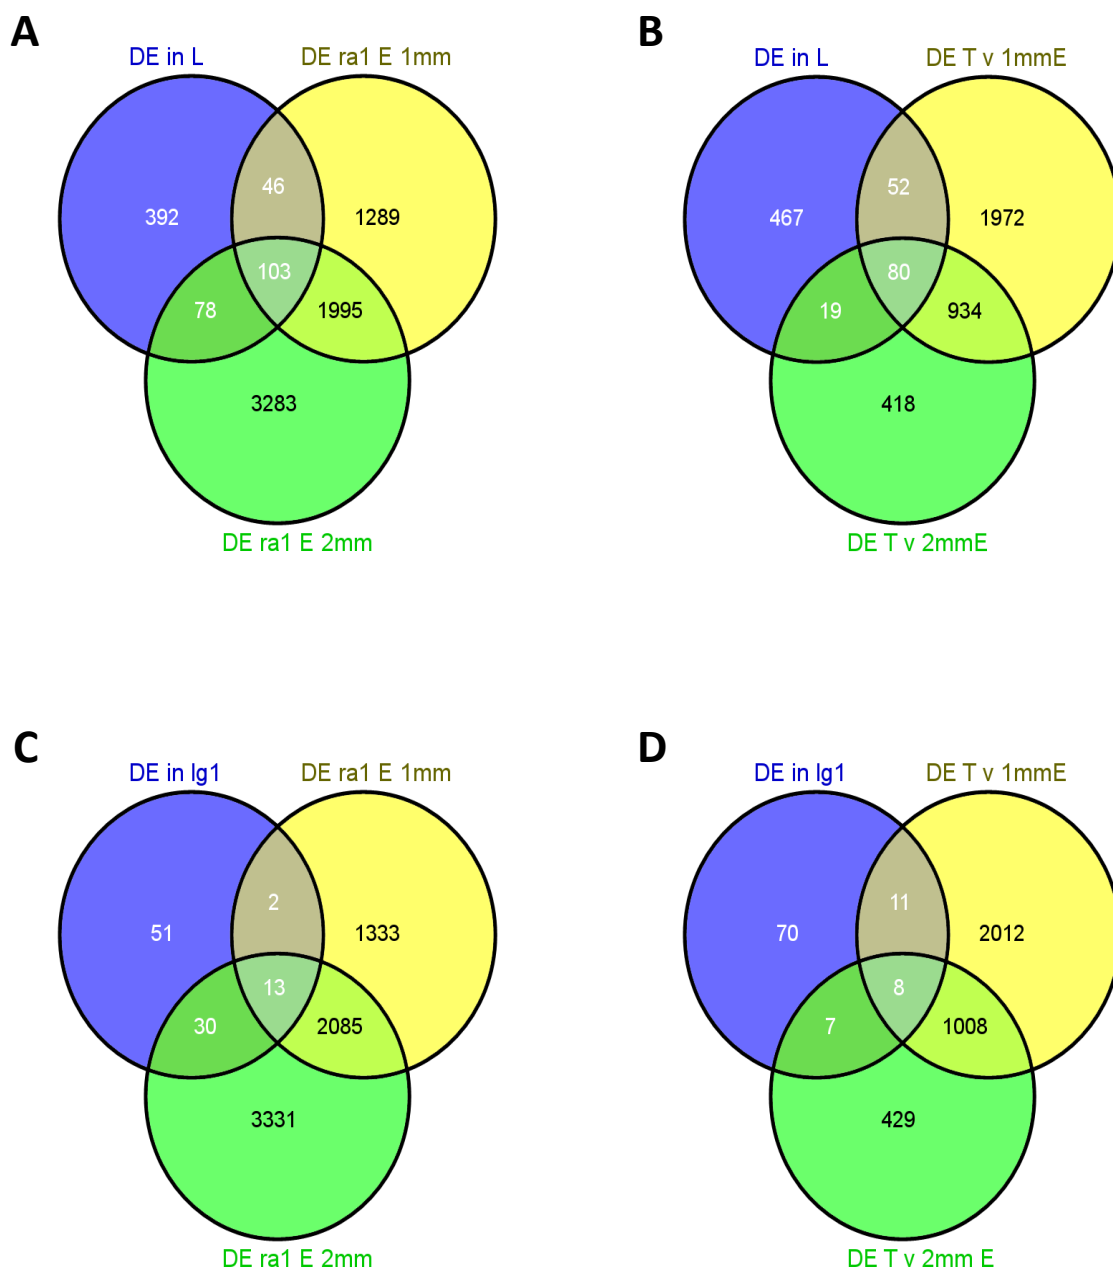 A
B
DE in L
DE ra1 E 1mm
DE in L
DE T v 1mmE
46
52
392
1289
467
1972
103
80
78
1995
19
934
3283
418
DE ra1 E 2mm
DE T v 2mmE
C
D
DE in lg1
DE ra1 E 1mm
DE in lg1
DE T v 1mmE
2
11
51
1333
70
2012
13
8
30
2085
7
1008
3331
429
DE ra1 E 2mm
DE T v 2mm E